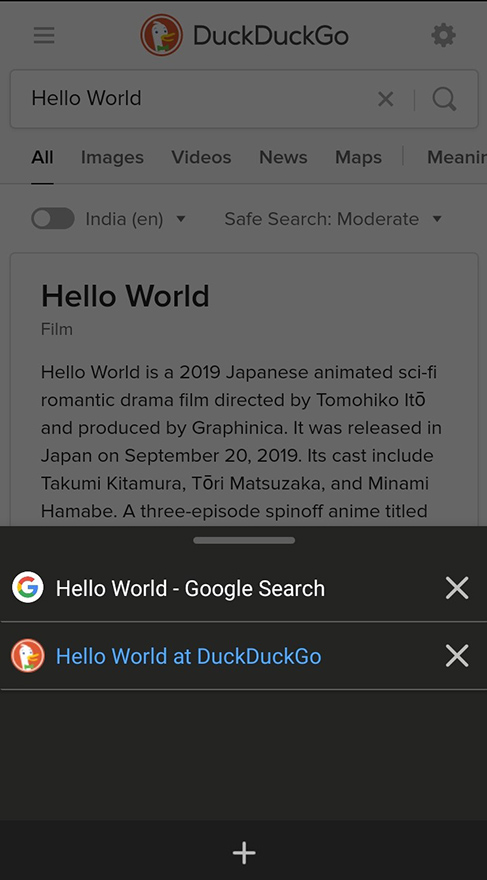 DuckDuckGo
Hello World
All Images Videos News Maps Meanin
India (en) Safe Search: Moderate
Hello World
Film
Hello World is a 2019 Japanese animated sci-fi
romantic drama film directed by Tomohiko Itō
and produced by Graphinica. It was released in
Japan on September 20, 2019. Its cast include
Takumi Kitamura, Tōri Matsuzaka, and Minami
Hamabe. A three-episode spinoff anime titled
Hello World - Google Search
Hello World at DuckDuckGo